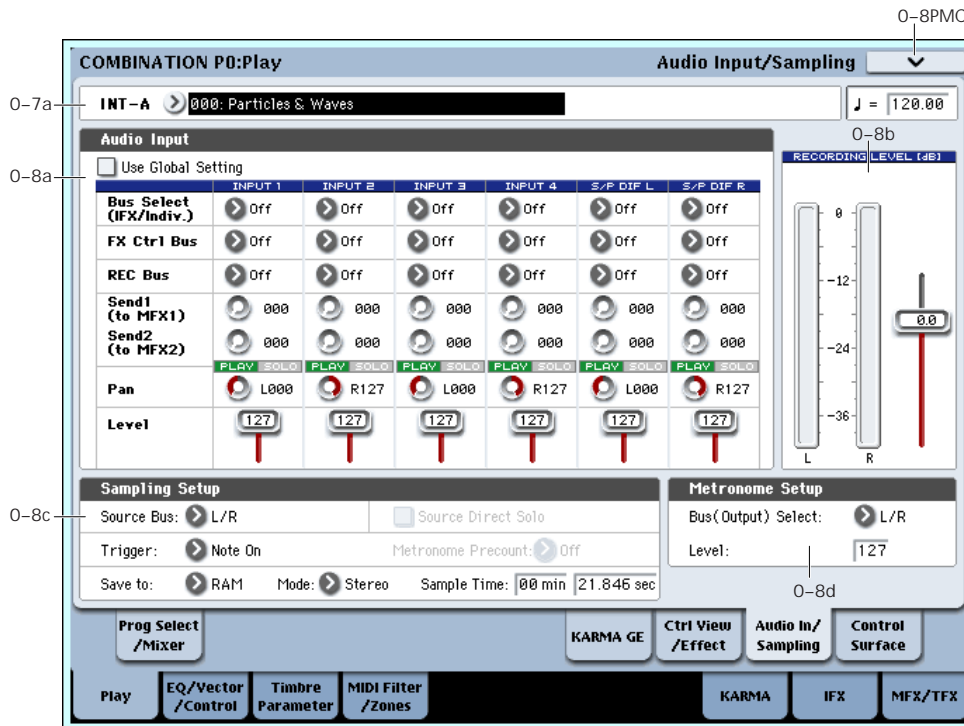 0–8PMC
COMBINATION P0:Play
Audio Input/Sampling
0–7a
INT–A
000: Particles & Waves
♩ = 120.00
Audio Input
0–8b
0–8a
Use Global Setting
RECORDING LEVEL [dB]
INPUT 1 INPUT 2 INPUT 3 INPUT 4 S/P DIF L S/P DIF R
Bus Select
(IFX/Indiv.)
Off Off Off Off Off Off
FX Ctrl Bus
Off Off Off Off Off Off
REC Bus
Off Off Off Off Off Off
Send1
(to MFX1)
000 000 000 000 000 000
Send2
(to MFX2)
000 000 000 000 000 000
PLAY SOLO PLAY SOLO PLAY SOLO PLAY SOLO PLAY SOLO PLAY SOLO
Pan
L000 R127 L000 R127 L000 R127
Level
127 127 127 127 127 127
0
–12
–24
–36
0.0
L R
Sampling Setup
Metronome Setup
0–8c
Source Bus: L/R
Source Direct Solo
Bus(Output) Select: L/R
Trigger: Note On
Metronome Precount: Off
Level: 127
Save to: RAM Mode: Stereo Sample Time: 00 min 21.846 sec
0–8d
Prog Select
/Mixer
KARMA GE
Ctrl View
/Effect
Audio In/
Sampling
Control
Surface
Play
EQ/Vector
/Control
Timbre
Parameter
MIDI Filter
/Zones
KARMA
IFX
MFX/TFX